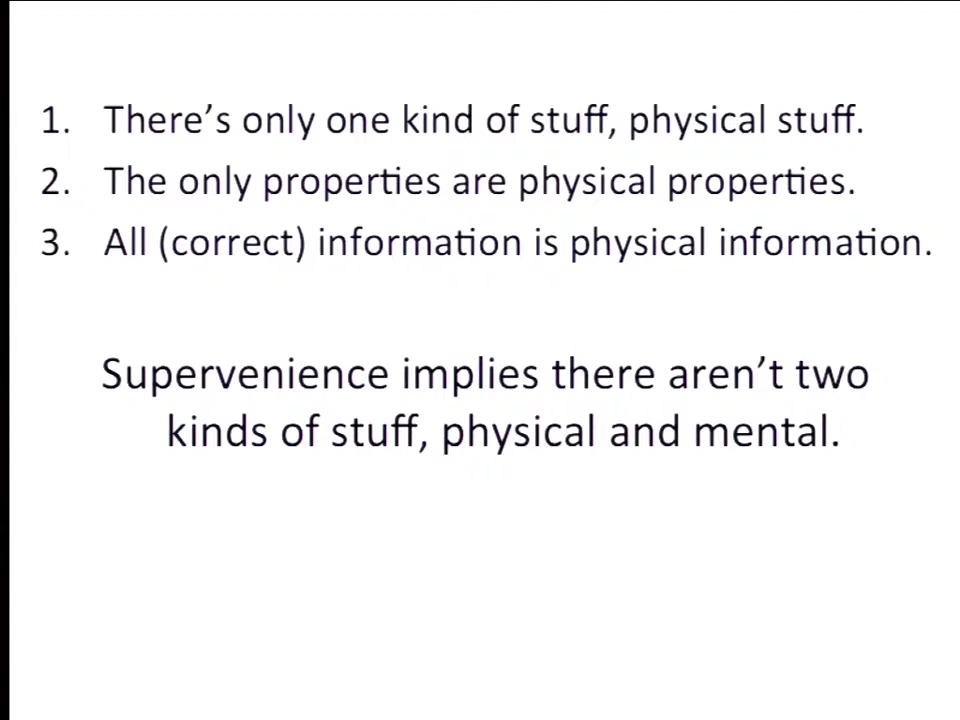 1. There’s only one kind of stuff, physical stuff.
2. The only properties are physical properties.
3. All (correct) information is physical information.
Supervenience implies there aren’t two
kinds of stuff, physical and mental.